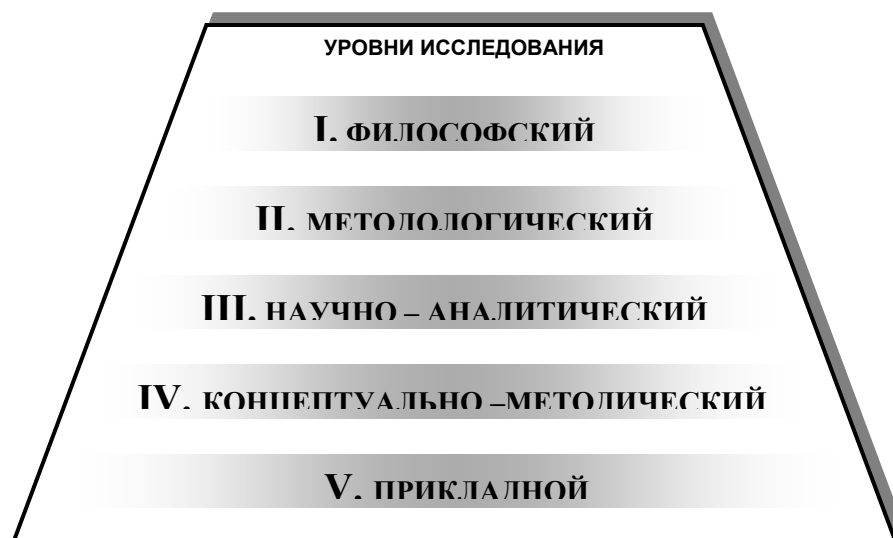 УРОВНИ ИССЛЕДОВАНИЯ
I. ФИЛОСОФСКИЙ
II. МЕТОДОЛОГИЧЕСКИЙ
III. НАУЧНО – АНАЛИТИЧЕСКИЙ
IV. КОНЦЕПТУАЛЬНО –МЕТОДИЧЕСКИЙ
V. ПРИКЛАДНОЙ